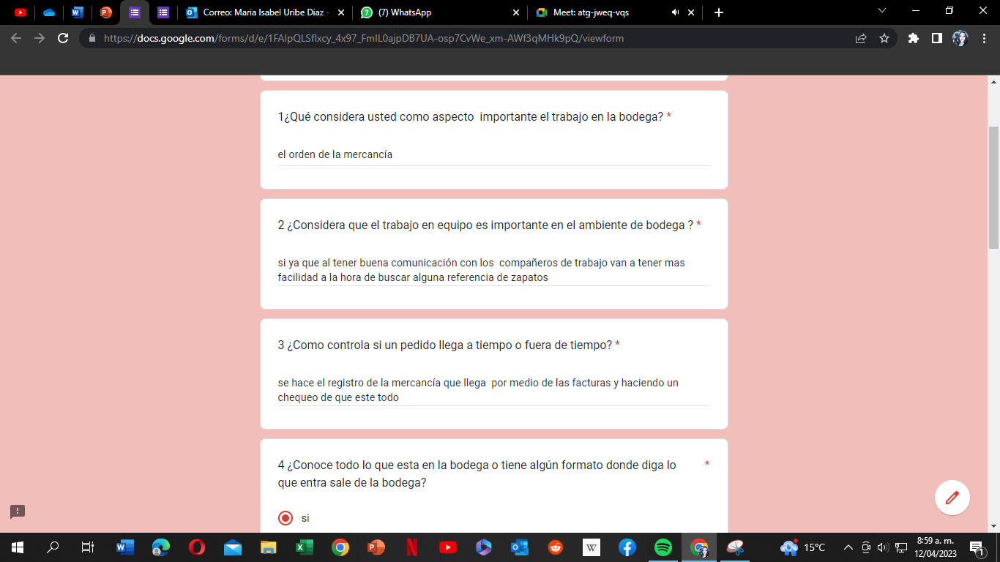 Correo: Maria Isabel Uribe Diaz -
(7) WhatsApp
Meet: atg-jweq-vqs
https://docs.google.com/forms/d/e/1FAIpQLSflxcy_4x97_FmIL0ajpDB7UA-osp7CvWe_xm-AWf3qMHk9pQ/viewform
1¿Qué considera usted como aspecto importante el trabajo en la bodega? *
el orden de la mercancía
2 ¿Considera que el trabajo en equipo es importante en el ambiente de bodega ? *
si ya que al tener buena comunicación con los compañeros de trabajo van a tener mas
facilidad a la hora de buscar alguna referencia de zapatos
3 ¿Como controla si un pedido llega a tiempo o fuera de tiempo? *
se hace el registro de la mercancía que llega por medio de las facturas y haciendo un
chequeo de que este todo
4 ¿Conoce todo lo que esta en la bodega o tiene algún formato donde diga lo *
que entra sale de la bodega?
si
15°C
8:59 a. m.
12/04/2023
1